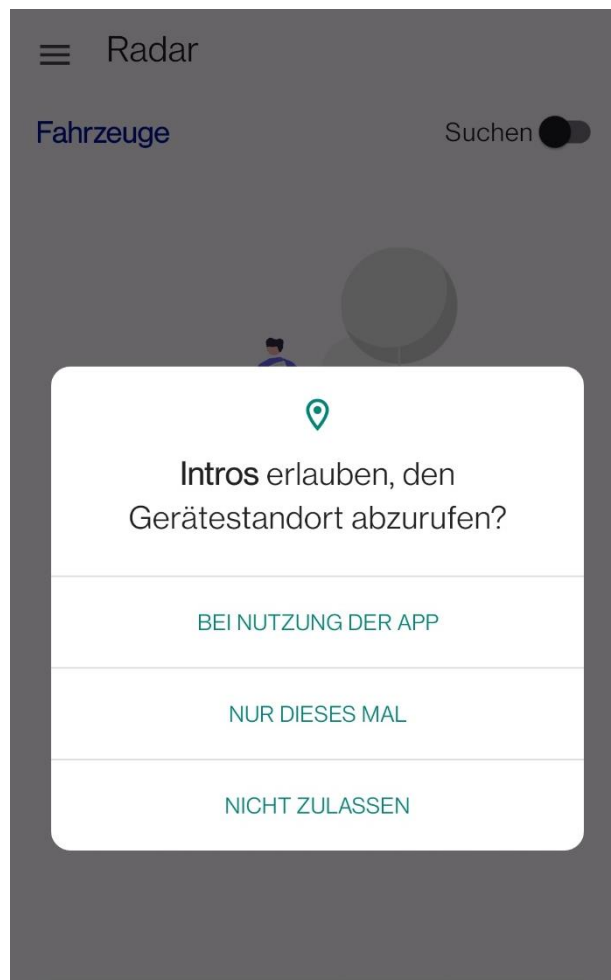 Radar
Fahrzeuge
Suchen
Intros erlauben, den
Gerätestandort abzurufen?
BEI NUTZUNG DER APP
NUR DIESES MAL
NICHT ZULASSEN